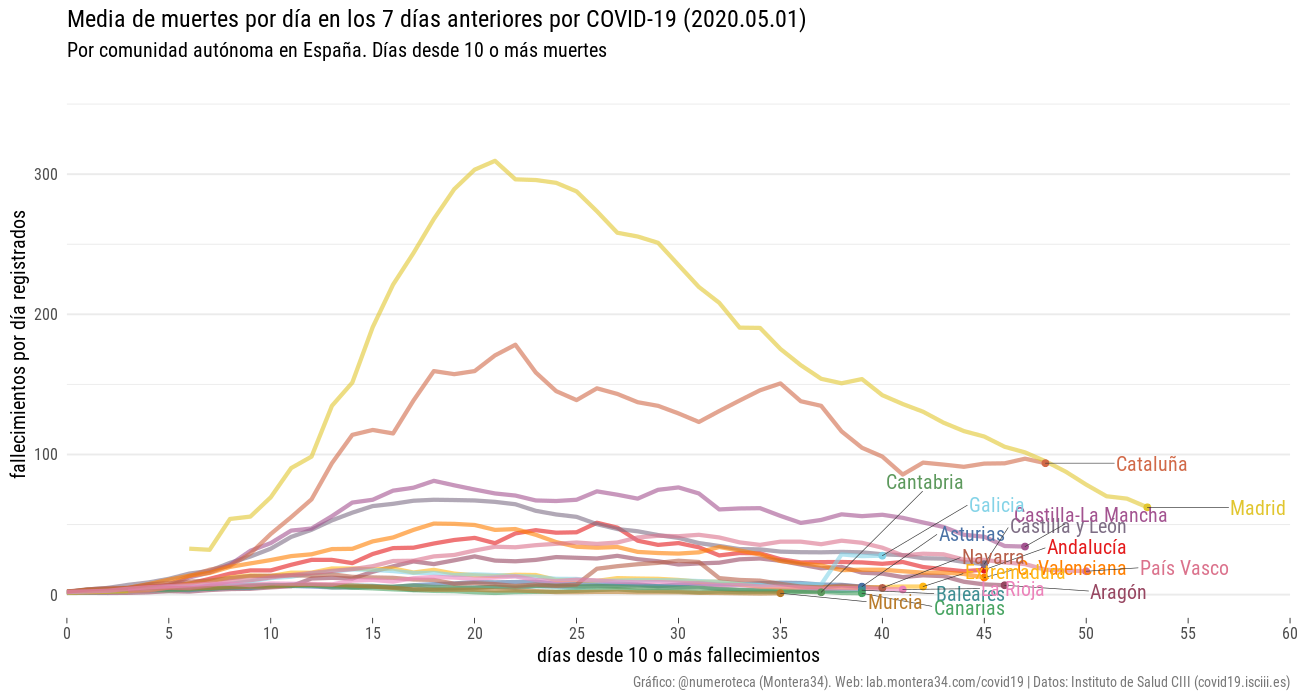 Media de muertes por día en los 7 días anteriores por COVID-19 (2020.05.01)
Por comunidad autónoma en España. Días desde 10 o más muertes
fallecimientos por día registrados
300
200
100
0
Cantabria
Cataluña
Galicia
Madrid
Castilla-La Mancha
Castilla y León
Asturias
Andalucía
Navarra
C. Valenciana
Extremadura
País Vasco
La Rioja
Baleares
Aragón
Murcia
Canarias
0 5 10 15 20 25 30 35 40 45 50 55 60
días desde 10 o más fallecimientos
Gráfico: @numeroteca (Montera34). Web: lab.montera34.com/covid19 | Datos: Instituto de Salud CIII (covid19.isciii.es)